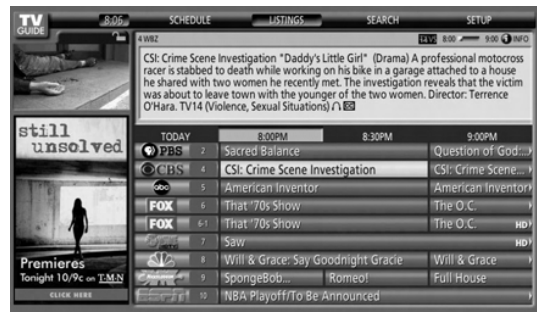 TV
GUIDE
8:06
SCHEDULE
LISTINGS
SEARCH
SETUP
4 WBZ
8:00
9:00
INFO
CSI: Crime Scene Investigation "Daddy's Little Girl" (Drama) A professional motocross
racer is stabbed to death while working on his bike in a garage attached to a house
he shared with two women he recently met. The investigation reveals that the victim
was about to leave town with the younger of the two women. Director: Terrence
O'Hara. TV14 (Violence, Sexual Situations)
still
unsolved
Premieres
Tonight 10/9c on T-M-N
CLICK HERE
TODAY 8:00PM 8:30PM 9:00PM
PBS 2 Sacred Balance Question of God:...
CBS 4 CSI: Crime Scene Investigation CSI: Crime Scene...
abc 5 American Inventor American Inventor
FOX 6 That '70s Show The O.C.
FOX 6-1 That '70s Show The O.C. HD
7 Saw HD
8 Will & Grace: Say Goodnight Gracie Will & Grace
9 SpongeBob... Romeo! Full House
10 NBA Playoff/To Be Announced